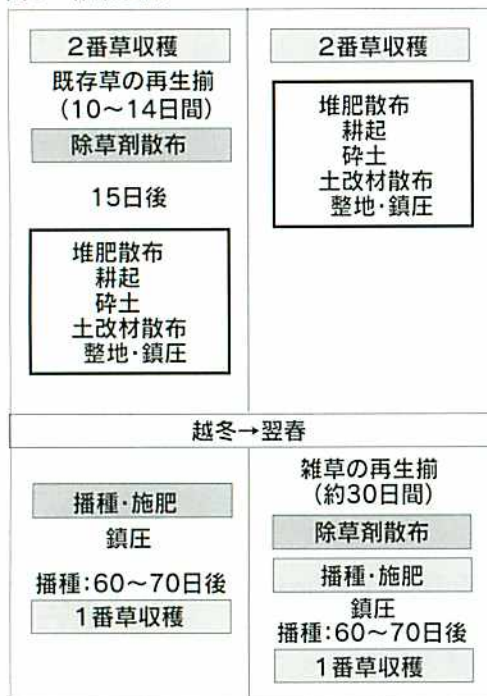 2番草収穫
既存草の再生揃
(10〜14日間)
除草剤散布
15日後
堆肥散布
耕起
砕土
土改材散布
整地・鎮圧
2番草収穫
堆肥散布
耕起
砕土
土改材散布
整地・鎮圧
越冬→翌春
播種・施肥
鎮圧
播種:60〜70日後
1番草収穫
雑草の再生揃
(約30日間)
除草剤散布
播種・施肥
鎮圧
播種:60〜70日後
1番草収穫